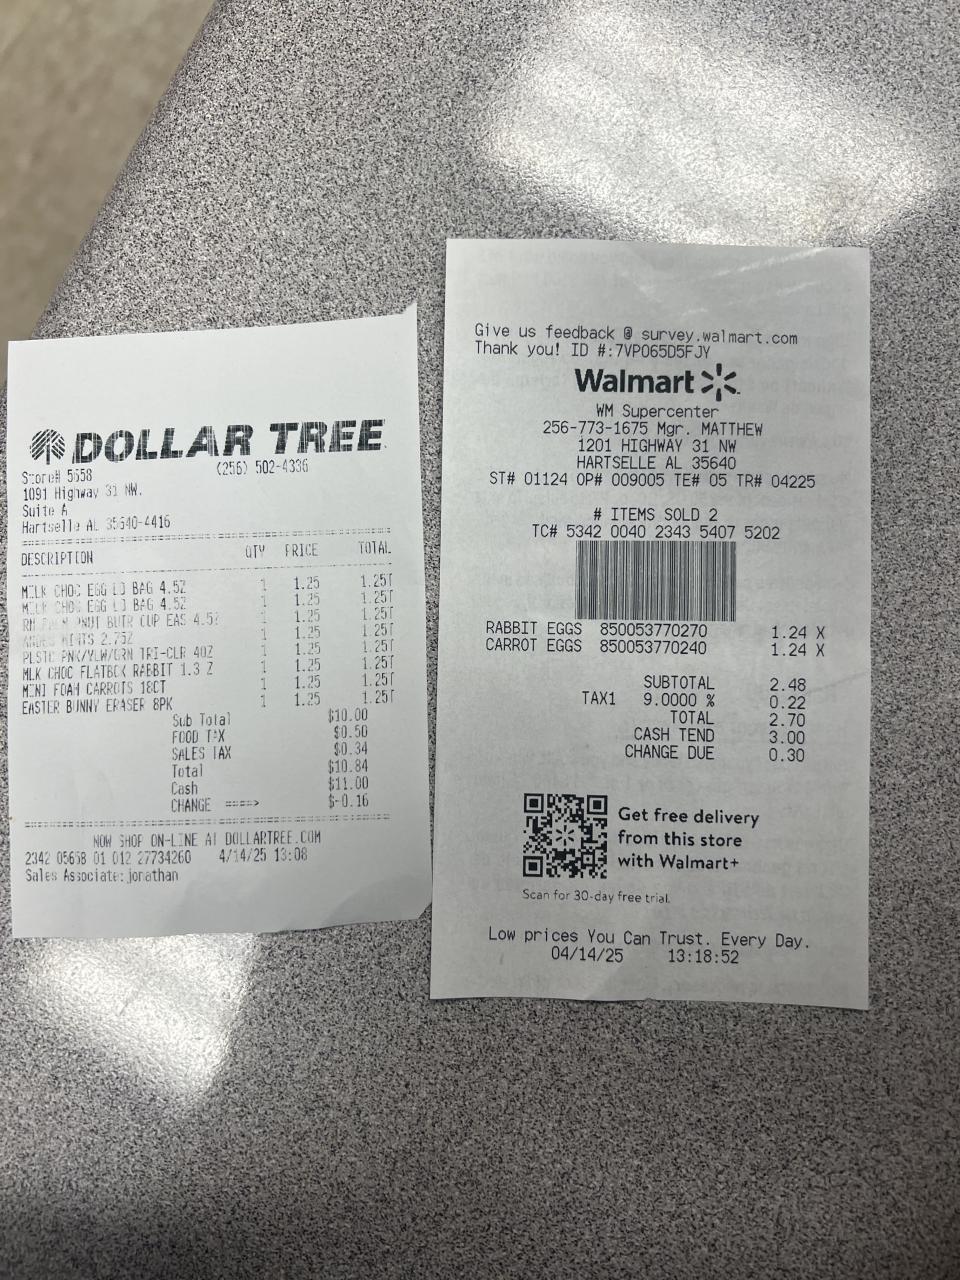 DOLLAR TREE
Store# 5658 (256) 502-4336
1091 Highway 31 NW.
Suite A
Hartselle AL 35640-4416
DESCRIPTION QTY PRICE TOTAL
MILK CHOC EGG LD BAG 4.5Z 1 1.25 1.25T
MILK CHOC EGG LD BAG 4.5Z 1 1.25 1.25T
PNUT BUTR CUP EAS 4.5Z 1 1.25 1.25T
ANDES MINTS 2.75Z 1 1.25 1.25T
PLSTC PNK/YLW/GRN TRI-CLR 40Z 1 1.25 1.25T
MLK CHOC FLATBCK RABBIT 1.3 Z 1 1.25 1.25T
MINI FOAM CARROTS 18CT 1 1.25 1.25T
EASTER BUNNY ERASER 8PK 1 1.25 1.25T
Sub Total $10.00
FOOD TAX $0.50
SALES TAX $0.34
Total $10.84
Cash $11.00
CHANGE ====> $-0.16
NOW SHOP ON-LINE AT DOLLARTREE.COM
2342 05658 01 012 27734260 4/14/25 13:08
Sales Associate:jonathan
Give us feedback @ survey.walmart.com
Thank you! ID #:7VP065D5FJY
Walmart
WM Supercenter
256-773-1675 Mgr. MATTHEW
1201 HIGHWAY 31 NW
HARTSELLE AL 35640
ST# 01124 OP# 009005 TE# 05 TR# 04225
# ITEMS SOLD 2
TC# 5342 0040 2343 5407 5202
RABBIT EGGS 850053770270 1.24 X
CARROT EGGS 850053770240 1.24 X
SUBTOTAL 2.48
TAX1 9.0000 % 0.22
TOTAL 2.70
CASH TEND 3.00
CHANGE DUE 0.30
Get free delivery
from this store
with Walmart+
Scan for 30-day free trial.
Low prices You Can Trust. Every Day.
04/14/25 13:18:52